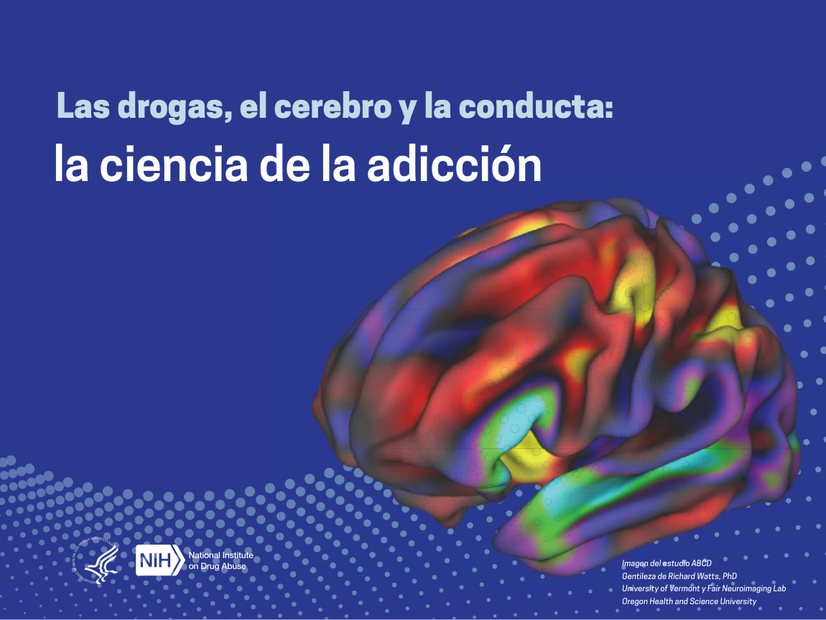 Las drogas, el cerebro y la conducta:
la ciencia de la adicción
NIH
National Institute
on Drug Abuse
Imagen del estudio ABCD
Gentileza de Richard Watts, PhD
University of Vermont y Fair Neuroimaging Lab
Oregon Health and Science University